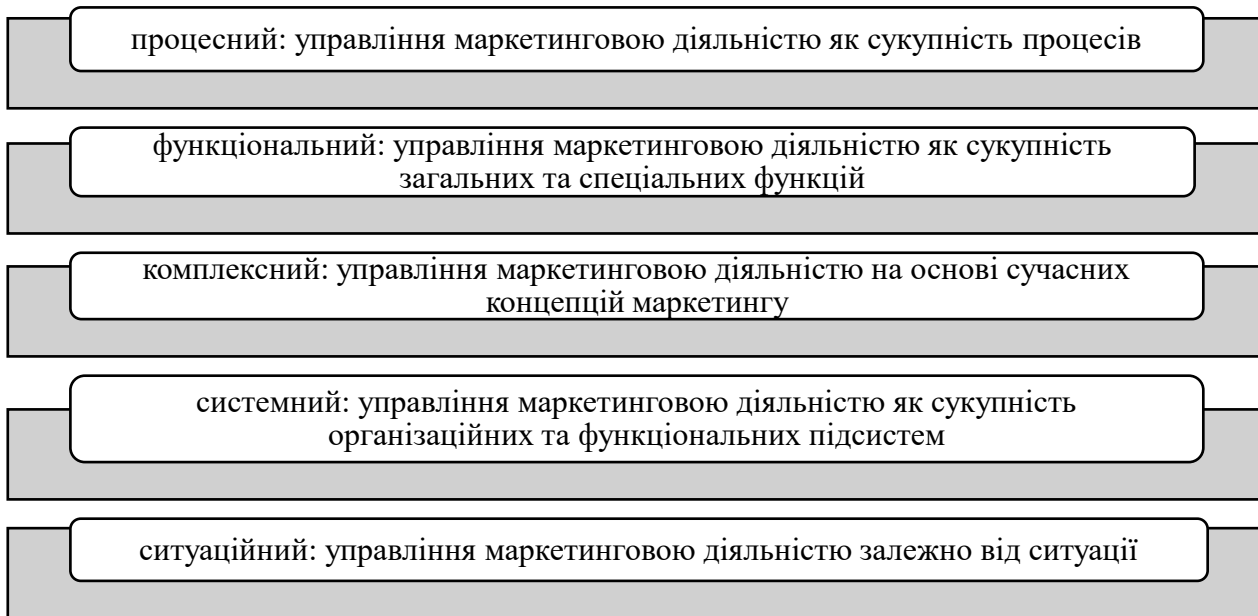 процесний: управління маркетинговою діяльністю як сукупність процесів
функціональний: управління маркетинговою діяльністю як сукупність
загальних та спеціальних функцій
комплексний: управління маркетинговою діяльністю на основі сучасних
концепцій маркетингу
системний: управління маркетинговою діяльністю як сукупність
організаційних та функціональних підсистем
ситуаційний: управління маркетинговою діяльністю залежно від ситуації